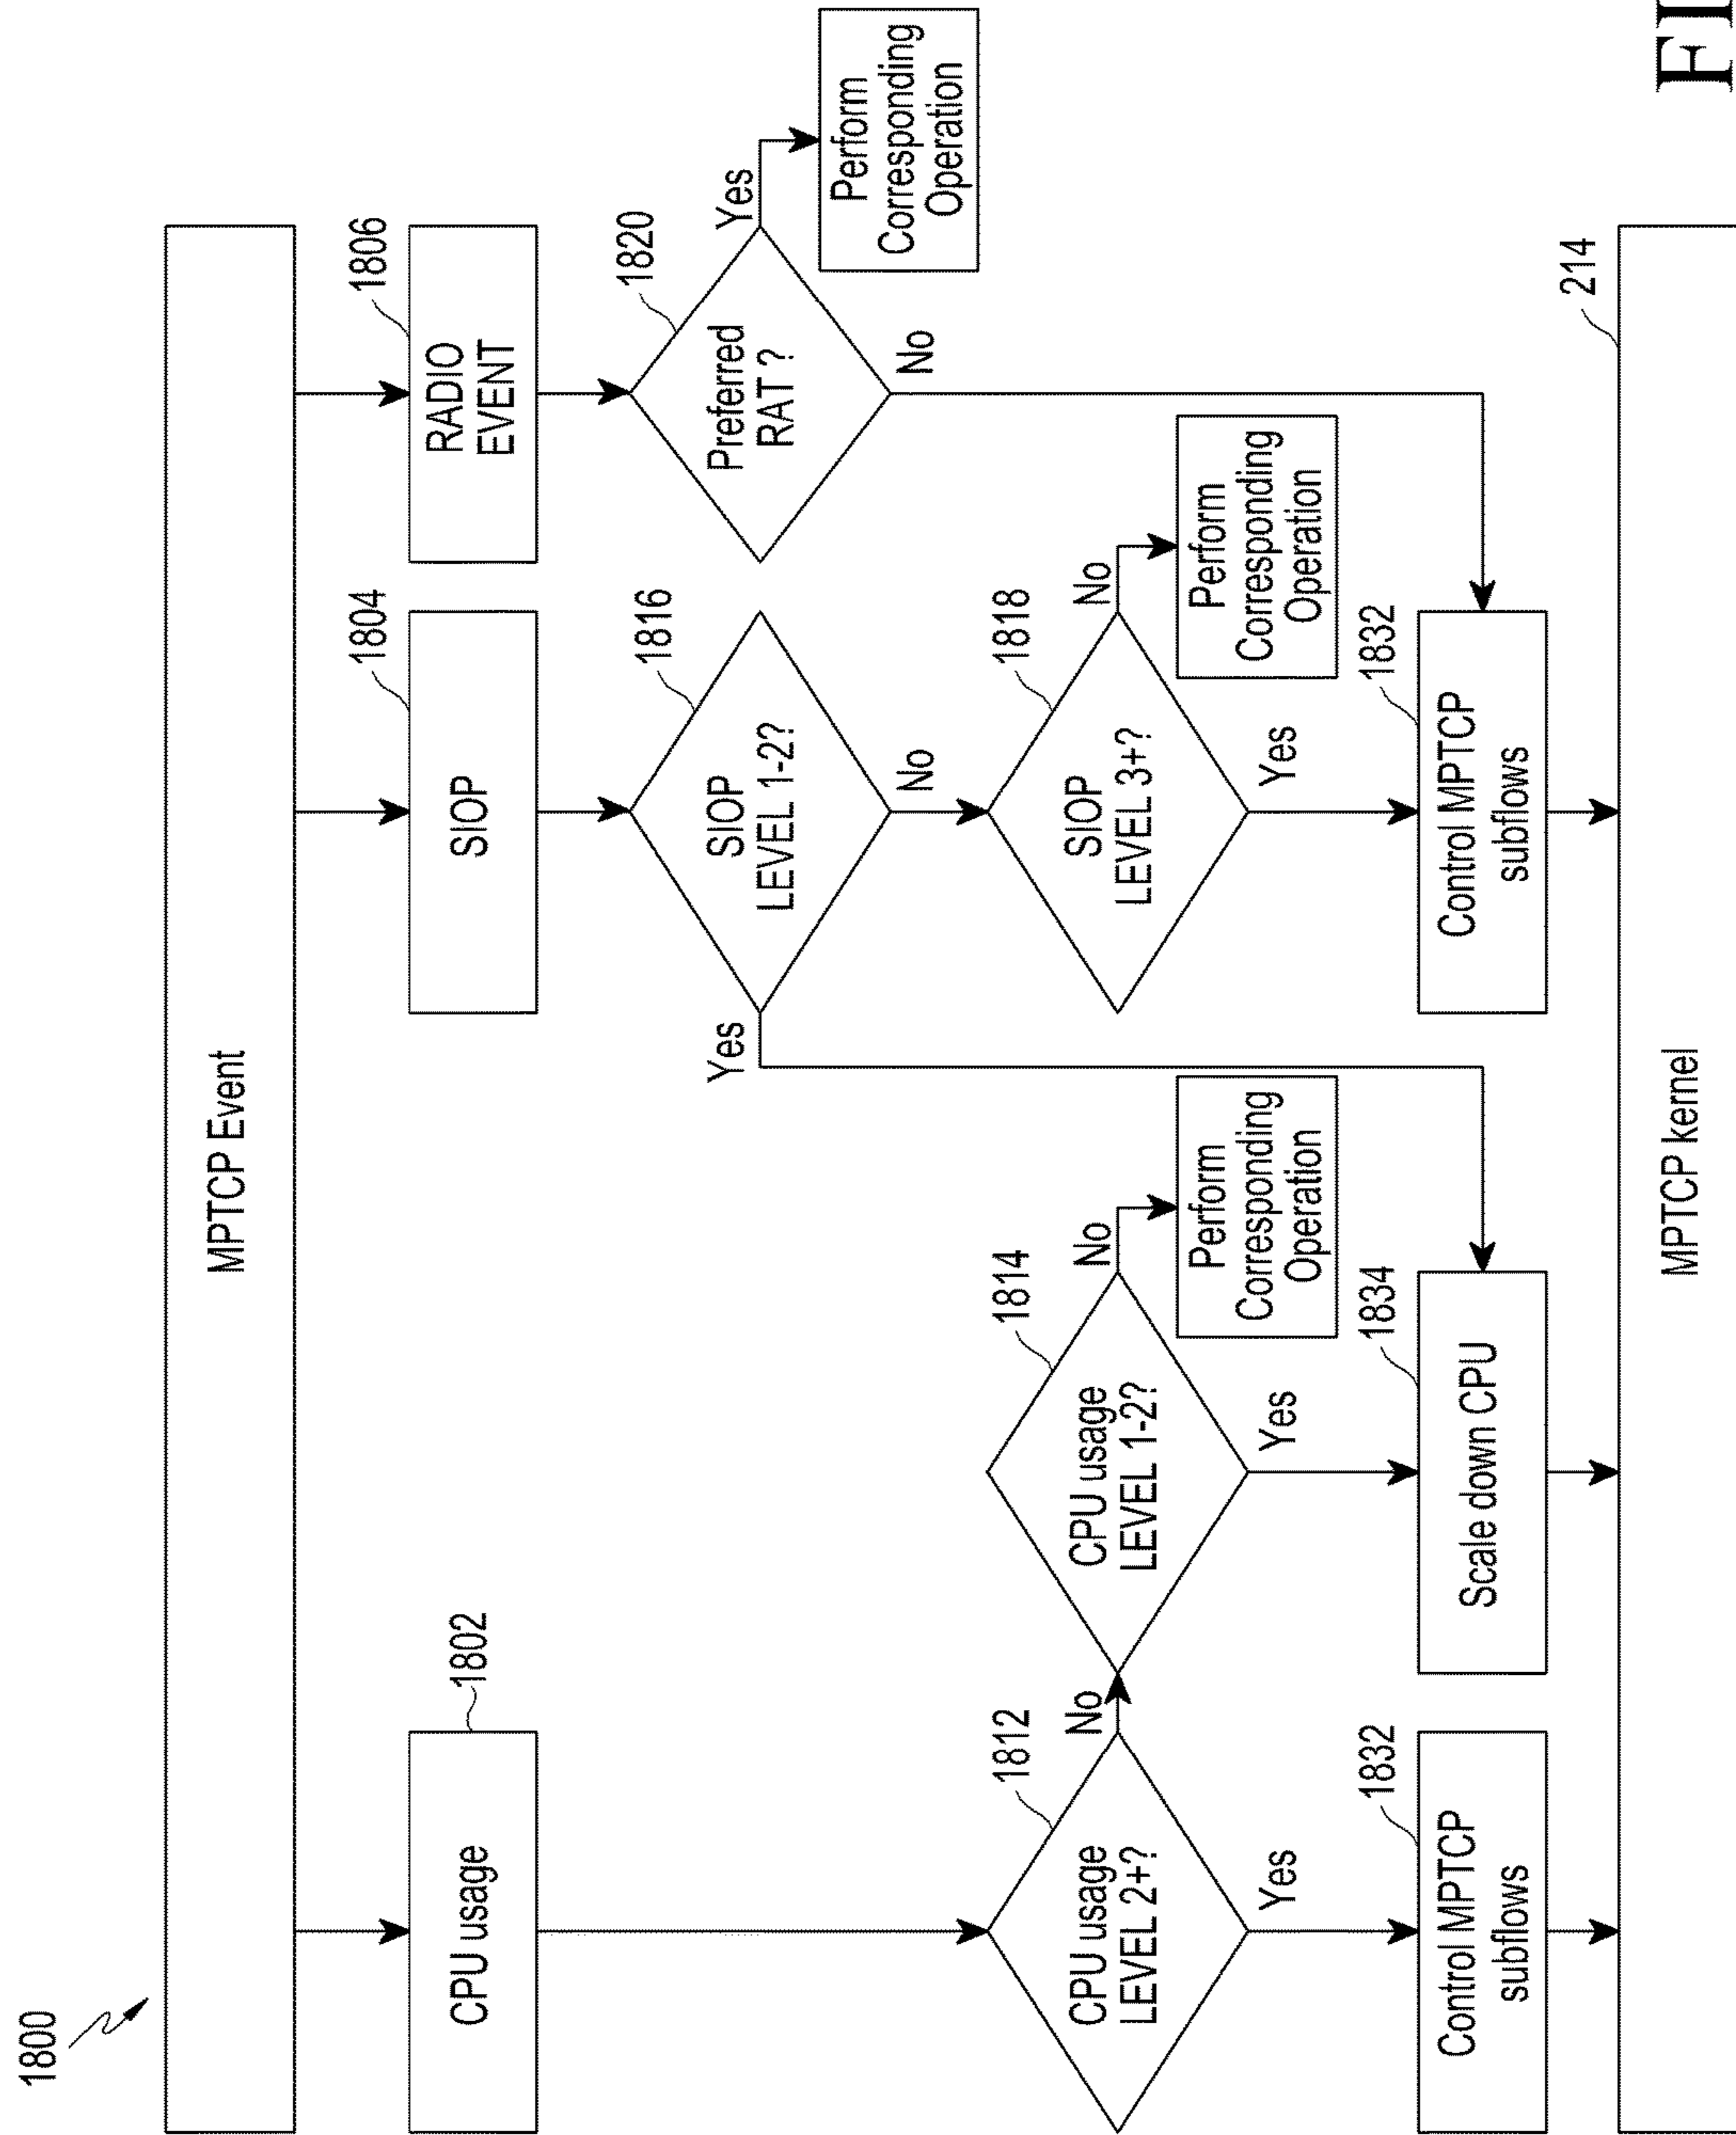 1800
MPTCP Event
CPU usage
1802
SIOP
1804
RADIO
EVENT
1806
SIOP
LEVEL 1-2?
1816
Yes
No
Preferred
RAT ?
1820
Yes
No
Perform
Corresponding
Operation
CPU usage
LEVEL 2+?
1812
No
Yes
CPU usage
LEVEL 1-2?
1814
No
Yes
Perform
Corresponding
Operation
SIOP
LEVEL 3+?
1818
No
Yes
Perform
Corresponding
Operation
Control MPTCP
subflows
1832
Scale down CPU
1834
Control MPTCP
subflows
1832
MPTCP kernel
214